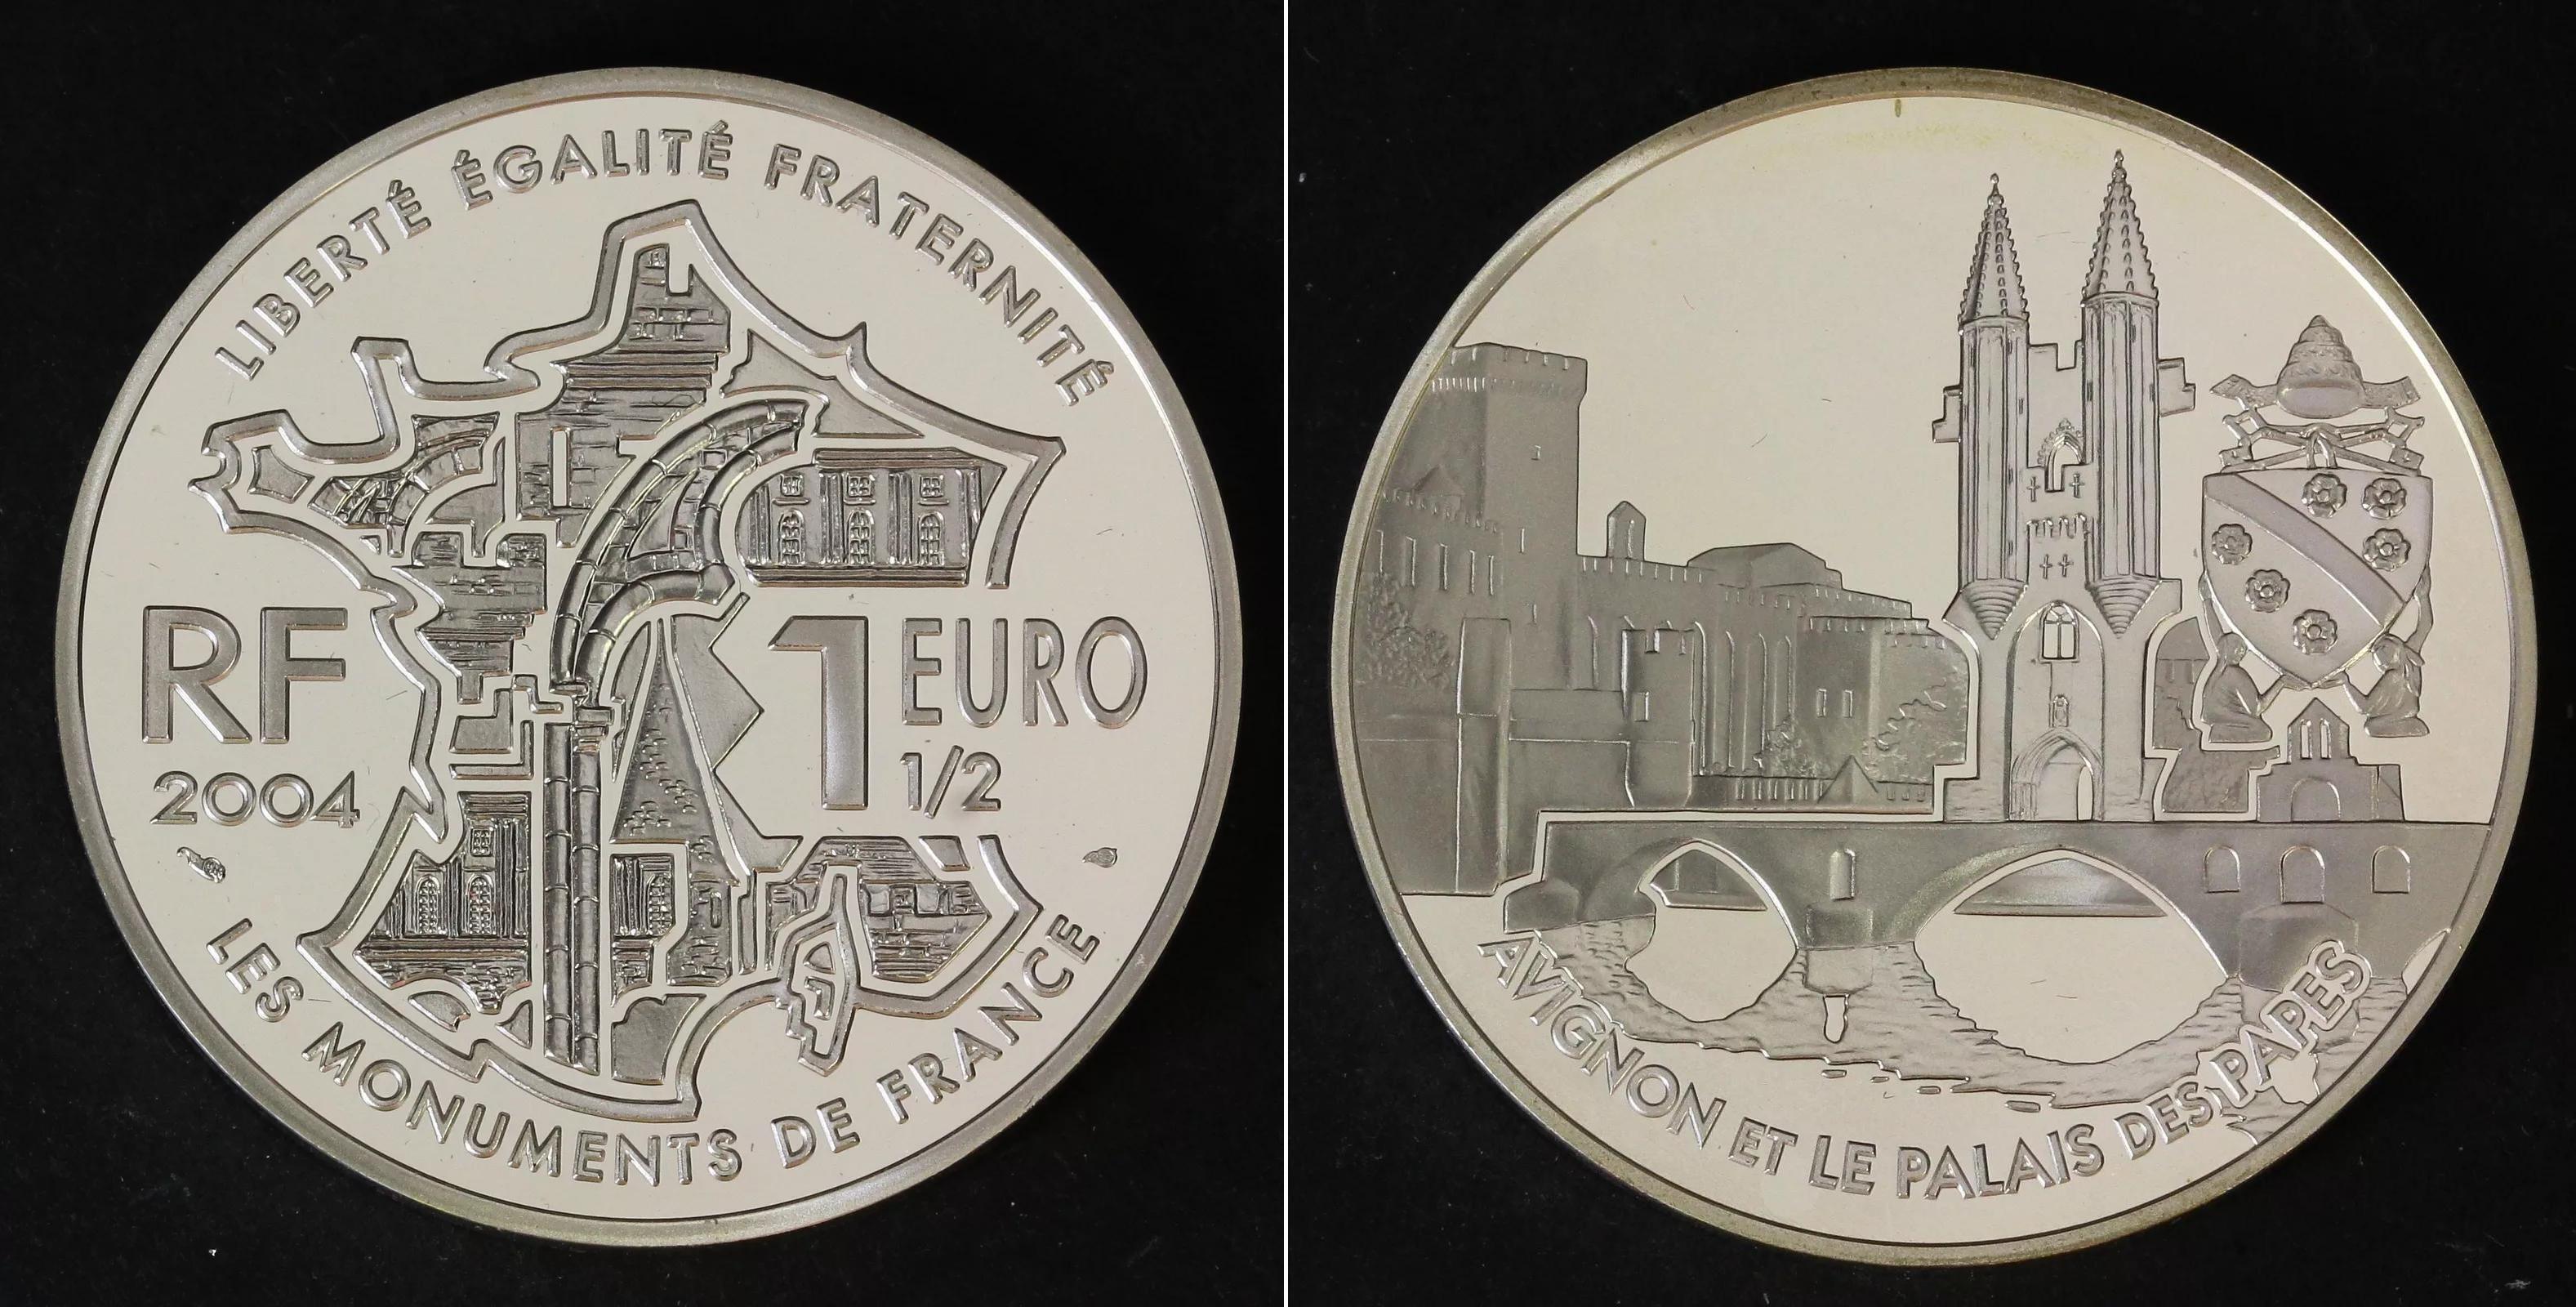 LIBERTÉ ÉGALITÉ FRATERNITÉ
RF
2004
1 EURO
1/2
LES MONUMENTS DE FRANCE
AVIGNON ET LE PALAIS DES PAPES